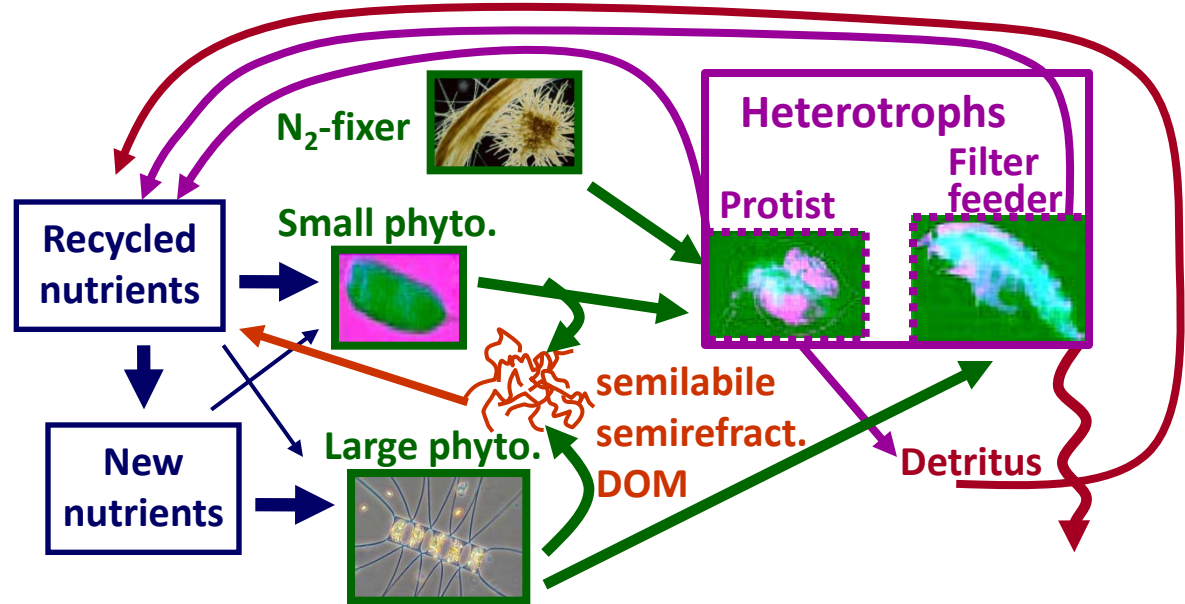 N₂-fixer
Heterotrophs
Filter
feeder
Protist
Small phyto.
Recycled
nutrients
semilabile
semirefract.
DOM
Large phyto.
New
nutrients
Detritus